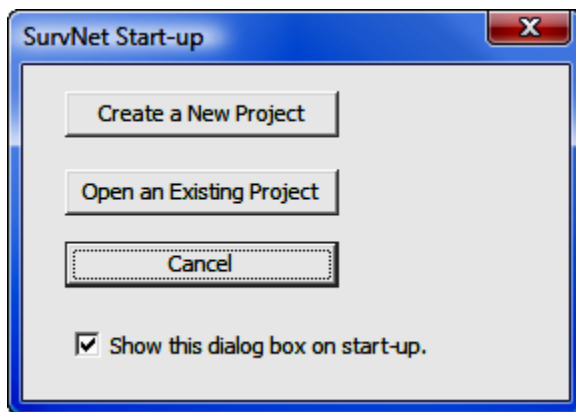 SurvNet Start-up
Create a New Project
Open an Existing Project
Cancel
Show this dialog box on start-up.